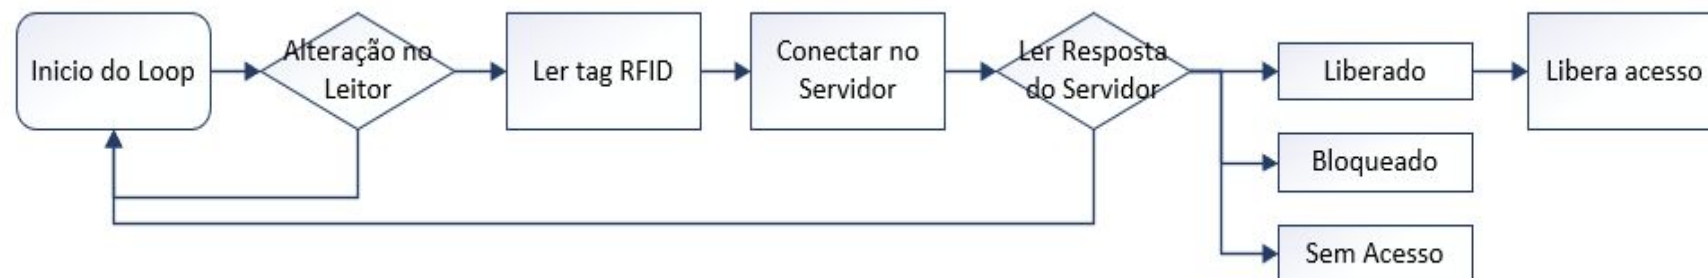 Inicio do Loop
Alteração no
Leitor
Ler tag RFID
Conectar no
Servidor
Ler Resposta
do Servidor
Liberado
Libera acesso
Bloqueado
Sem Acesso